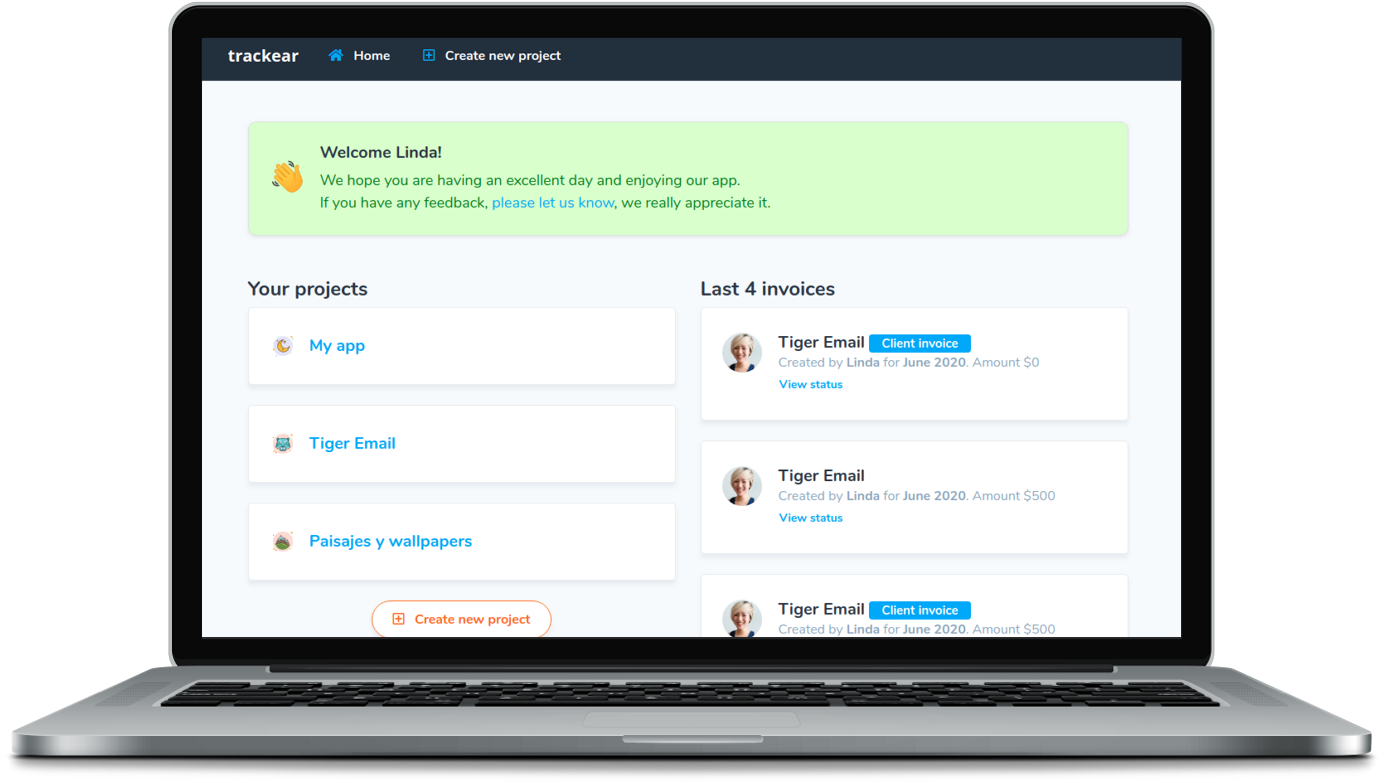 trackear Home Create new project
Welcome Linda!
We hope you are having an excellent day and enjoying our app.
If you have any feedback, please let us know, we really appreciate it.
Your projects
My app
Tiger Email
Paisajes y wallpapers
Create new project
Last 4 invoices
Tiger Email Client invoice
Created by Linda for June 2020. Amount $0
View status
Tiger Email
Created by Linda for June 2020. Amount $500
View status
Tiger Email Client invoice
Created by Linda for June 2020. Amount $500